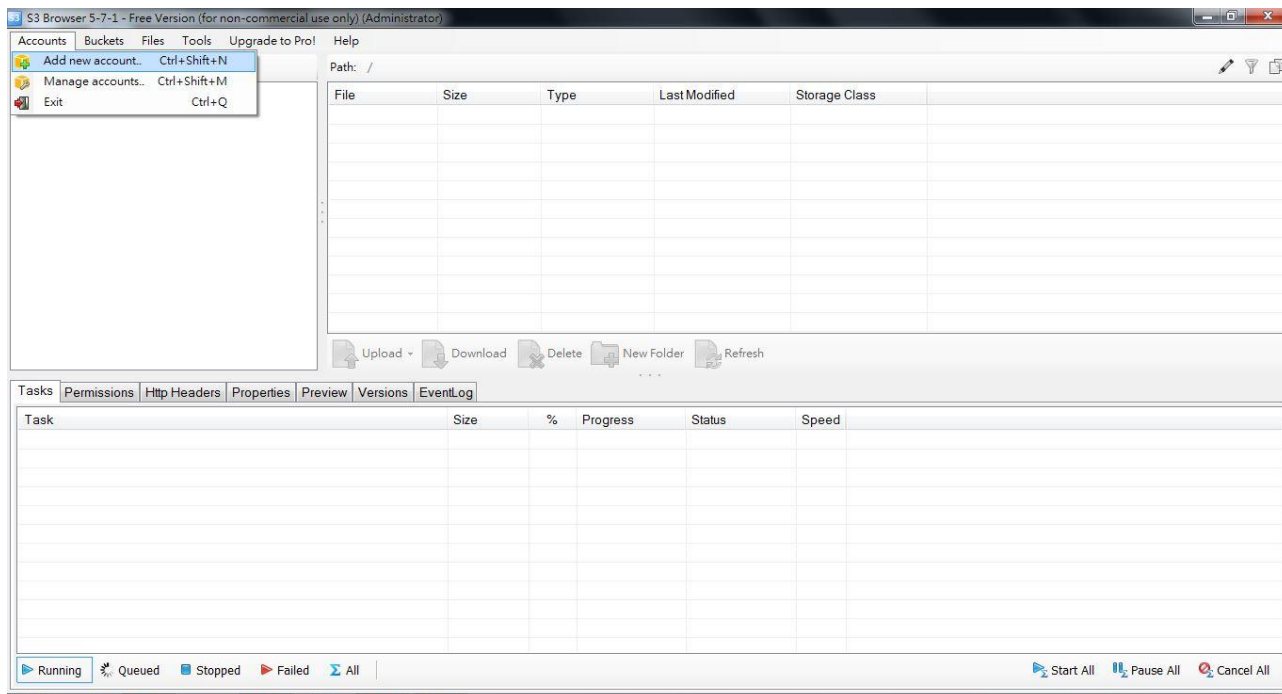 S3 Browser 5-7-1 - Free Version (for non-commercial use only) (Administrator)
Accounts Buckets Files Tools Upgrade to Pro! Help
Add new account.. Ctrl+Shift+N
Manage accounts.. Ctrl+Shift+M
Exit Ctrl+Q
Path: /
File Size Type Last Modified Storage Class
Upload Download Delete New Folder Refresh
Tasks Permissions Http Headers Properties Preview Versions EventLog
Task Size % Progress Status Speed
Running Queued Stopped Failed All Start All Pause All Cancel All